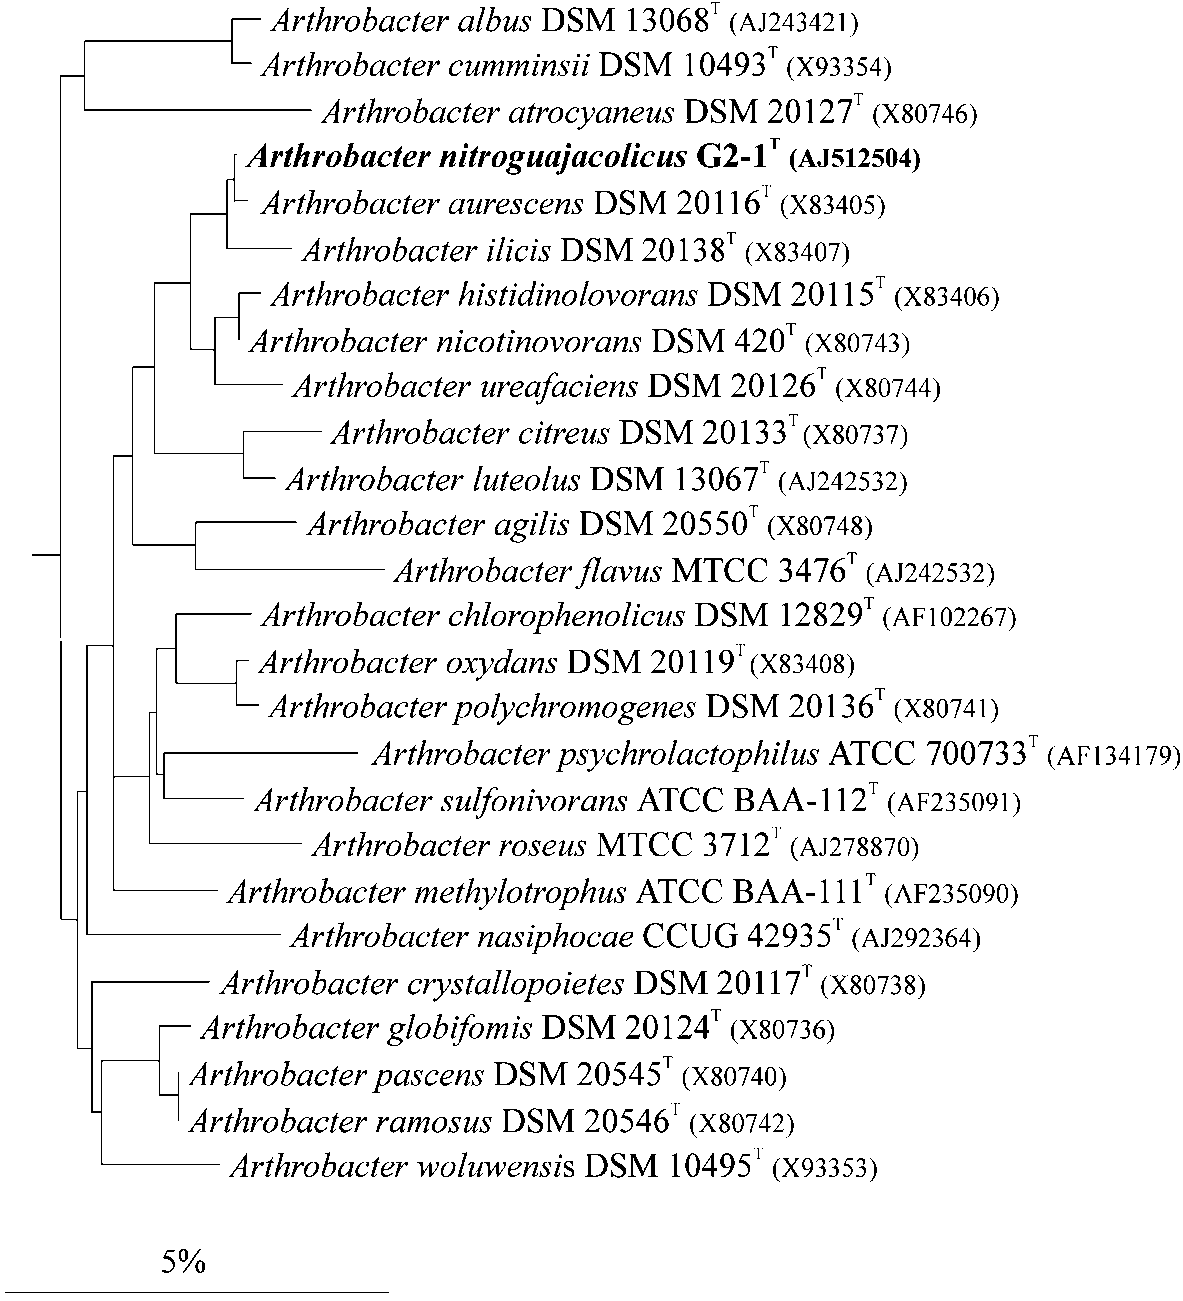 Arthrobacter albus DSM 13068T (AJ243421)
Arthrobacter cumminsii DSM 10493T (X93354)
Arthrobacter atrocyaneus DSM 20127T (X80746)
Arthrobacter nitroguajacolicus G2-1T (AJ512504)
Arthrobacter aurescens DSM 20116T (X83405)
Arthrobacter ilicis DSM 20138T (X83407)
Arthrobacter histidinolovorans DSM 20115T (X83406)
Arthrobacter nicotinovorans DSM 420T (X80743)
Arthrobacter ureafaciens DSM 20126T (X80744)
Arthrobacter citreus DSM 20133T (X80737)
Arthrobacter luteolus DSM 13067T (AJ242532)
Arthrobacter agilis DSM 20550T (X80748)
Arthrobacter flavus MTCC 3476T (AJ242532)
Arthrobacter chlorophenolicus DSM 12829T (AF102267)
Arthrobacter oxydans DSM 20119T (X83408)
Arthrobacter polychromogenes DSM 20136T (X80741)
Arthrobacter psychrolactophilus ATCC 700733T (AF134179)
Arthrobacter sulfonivorans ATCC BAA-112T (AF235091)
Arthrobacter roseus MTCC 3712T (AJ278870)
Arthrobacter methylotrophus ATCC BAA-111T (AF235090)
Arthrobacter nasiphocae CCUG 42935T (AJ292364)
Arthrobacter crystallopoietes DSM 20117T (X80738)
Arthrobacter globifomis DSM 20124T (X80736)
Arthrobacter pascens DSM 20545T (X80740)
Arthrobacter ramosus DSM 20546T (X80742)
Arthrobacter woluwensis DSM 10495T (X93353)
5%